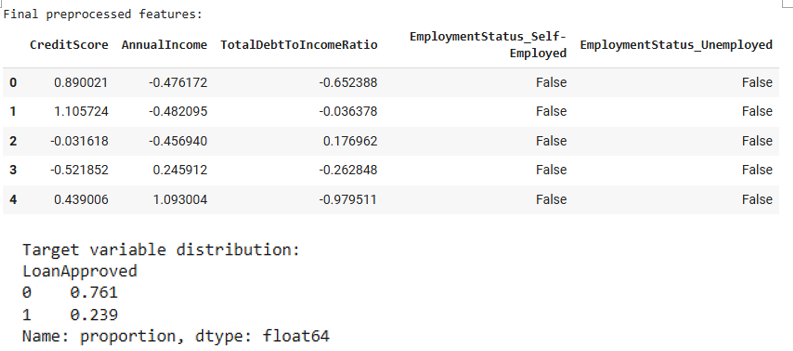 Final preprocessed features:
CreditScore AnnualIncome TotalDebtToIncomeRatio EmploymentStatus_Self-Employed EmploymentStatus_Unemployed
0 0.890021 -0.476172 -0.652388 False False
1 1.105724 -0.482095 -0.036378 False False
2 -0.031618 -0.456940 0.176962 False False
3 -0.521852 0.245912 -0.262848 False False
4 0.439006 1.093004 -0.979511 False False
Target variable distribution:
LoanApproved
0 0.761
1 0.239
Name: proportion, dtype: float64